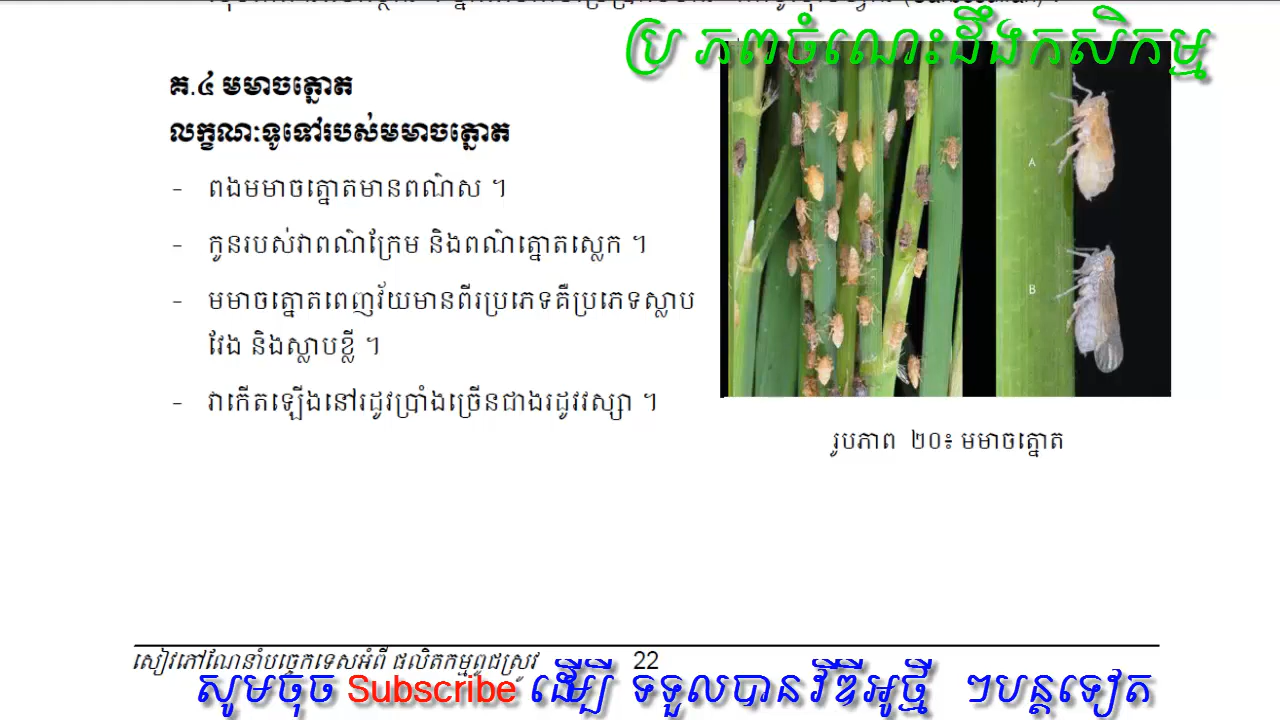 ប្រភពចំណេះដឹងកសិកម្ម
គ.៤ មមាចត្នោត
លក្ខណៈទូទៅរបស់មមាចត្នោត
- ពងមមាចត្នោតមានពណ៌ស ។
- កូនរបស់វាពណ៌ក្រែម និងពណ៌ត្នោតស្លេក ។
- មមាចត្នោតពេញវ័យមានពីរប្រភេទគឺប្រភេទស្លាប
វែង និងស្លាបខ្លី ។
- វាកើតឡើងនៅរដូវប្រាំងច្រើនជាងរដូវវស្សា ។
A
B
រូបភាព ២០៖ មមាចត្នោត
សៀវភៅណែនាំបច្ចេកទេសអំពី ផលិតកម្មពូជស្រូវ 22
សូមចុច Subscribe ដើម្បី ទទួលបានវីឌីអូថ្មី ៗបន្តទៀត